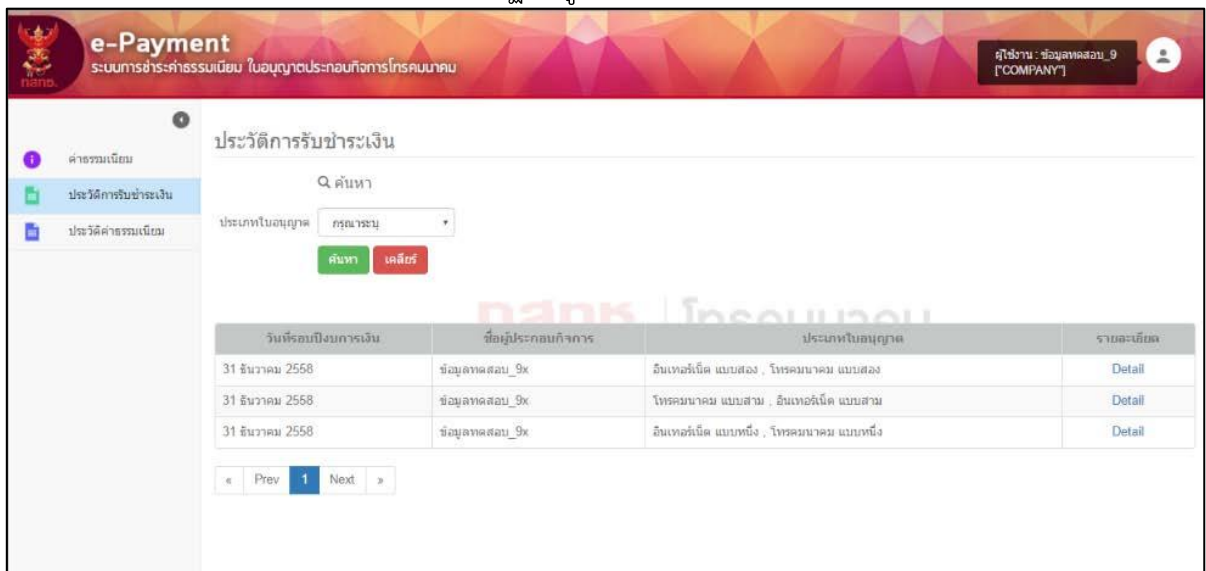 e-Payment
ระบบการชำระค่าธรรมเนียม ใบอนุญาตประกอบกิจการโทรคมนาคม
กสทช.
ผู้ใช้งาน : ข้อมูลทดสอบ_9
["COMPANY"]
ค่าธรรมเนียม
ประวัติการรับชำระเงิน
ประวัติค่าธรรมเนียม
ประวัติการรับชำระเงิน
ค้นหา
ประเภทใบอนุญาต กรุณาระบุ
ค้นหา เคลียร์
กสทช | โทรคมนาคม
วันที่รอบปีงบการเงิน ชื่อผู้ประกอบกิจการ ประเภทใบอนุญาต รายละเอียด
31 ธันวาคม 2558 ข้อมูลทดสอบ_9x อินเทอร์เน็ต แบบสอง , โทรคมนาคม แบบสอง Detail
31 ธันวาคม 2558 ข้อมูลทดสอบ_9x โทรคมนาคม แบบสาม , อินเทอร์เน็ต แบบสาม Detail
31 ธันวาคม 2558 ข้อมูลทดสอบ_9x อินเทอร์เน็ต แบบหนึ่ง , โทรคมนาคม แบบหนึ่ง Detail
« Prev 1 Next »